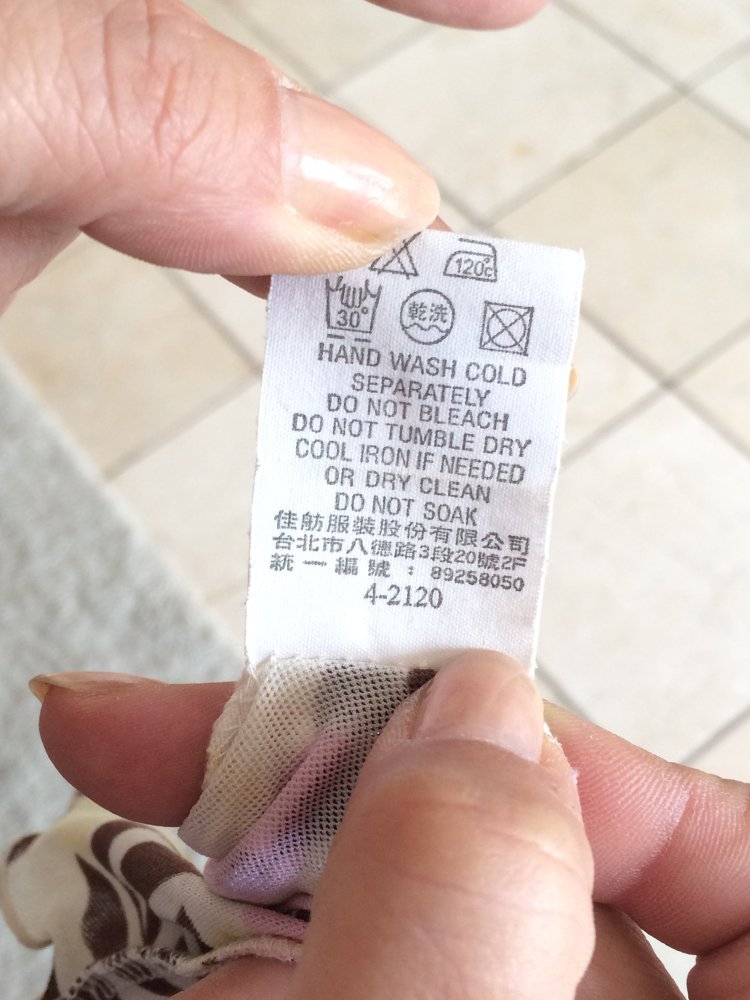 120℃
30° 乾洗
HAND WASH COLD
SEPARATELY
DO NOT BLEACH
DO NOT TUMBLE DRY
COOL IRON IF NEEDED
OR DRY CLEAN
DO NOT SOAK
佳舫服裝股份有限公司
台北市八德路3段20號2F
統一編號：89258050
4-2120